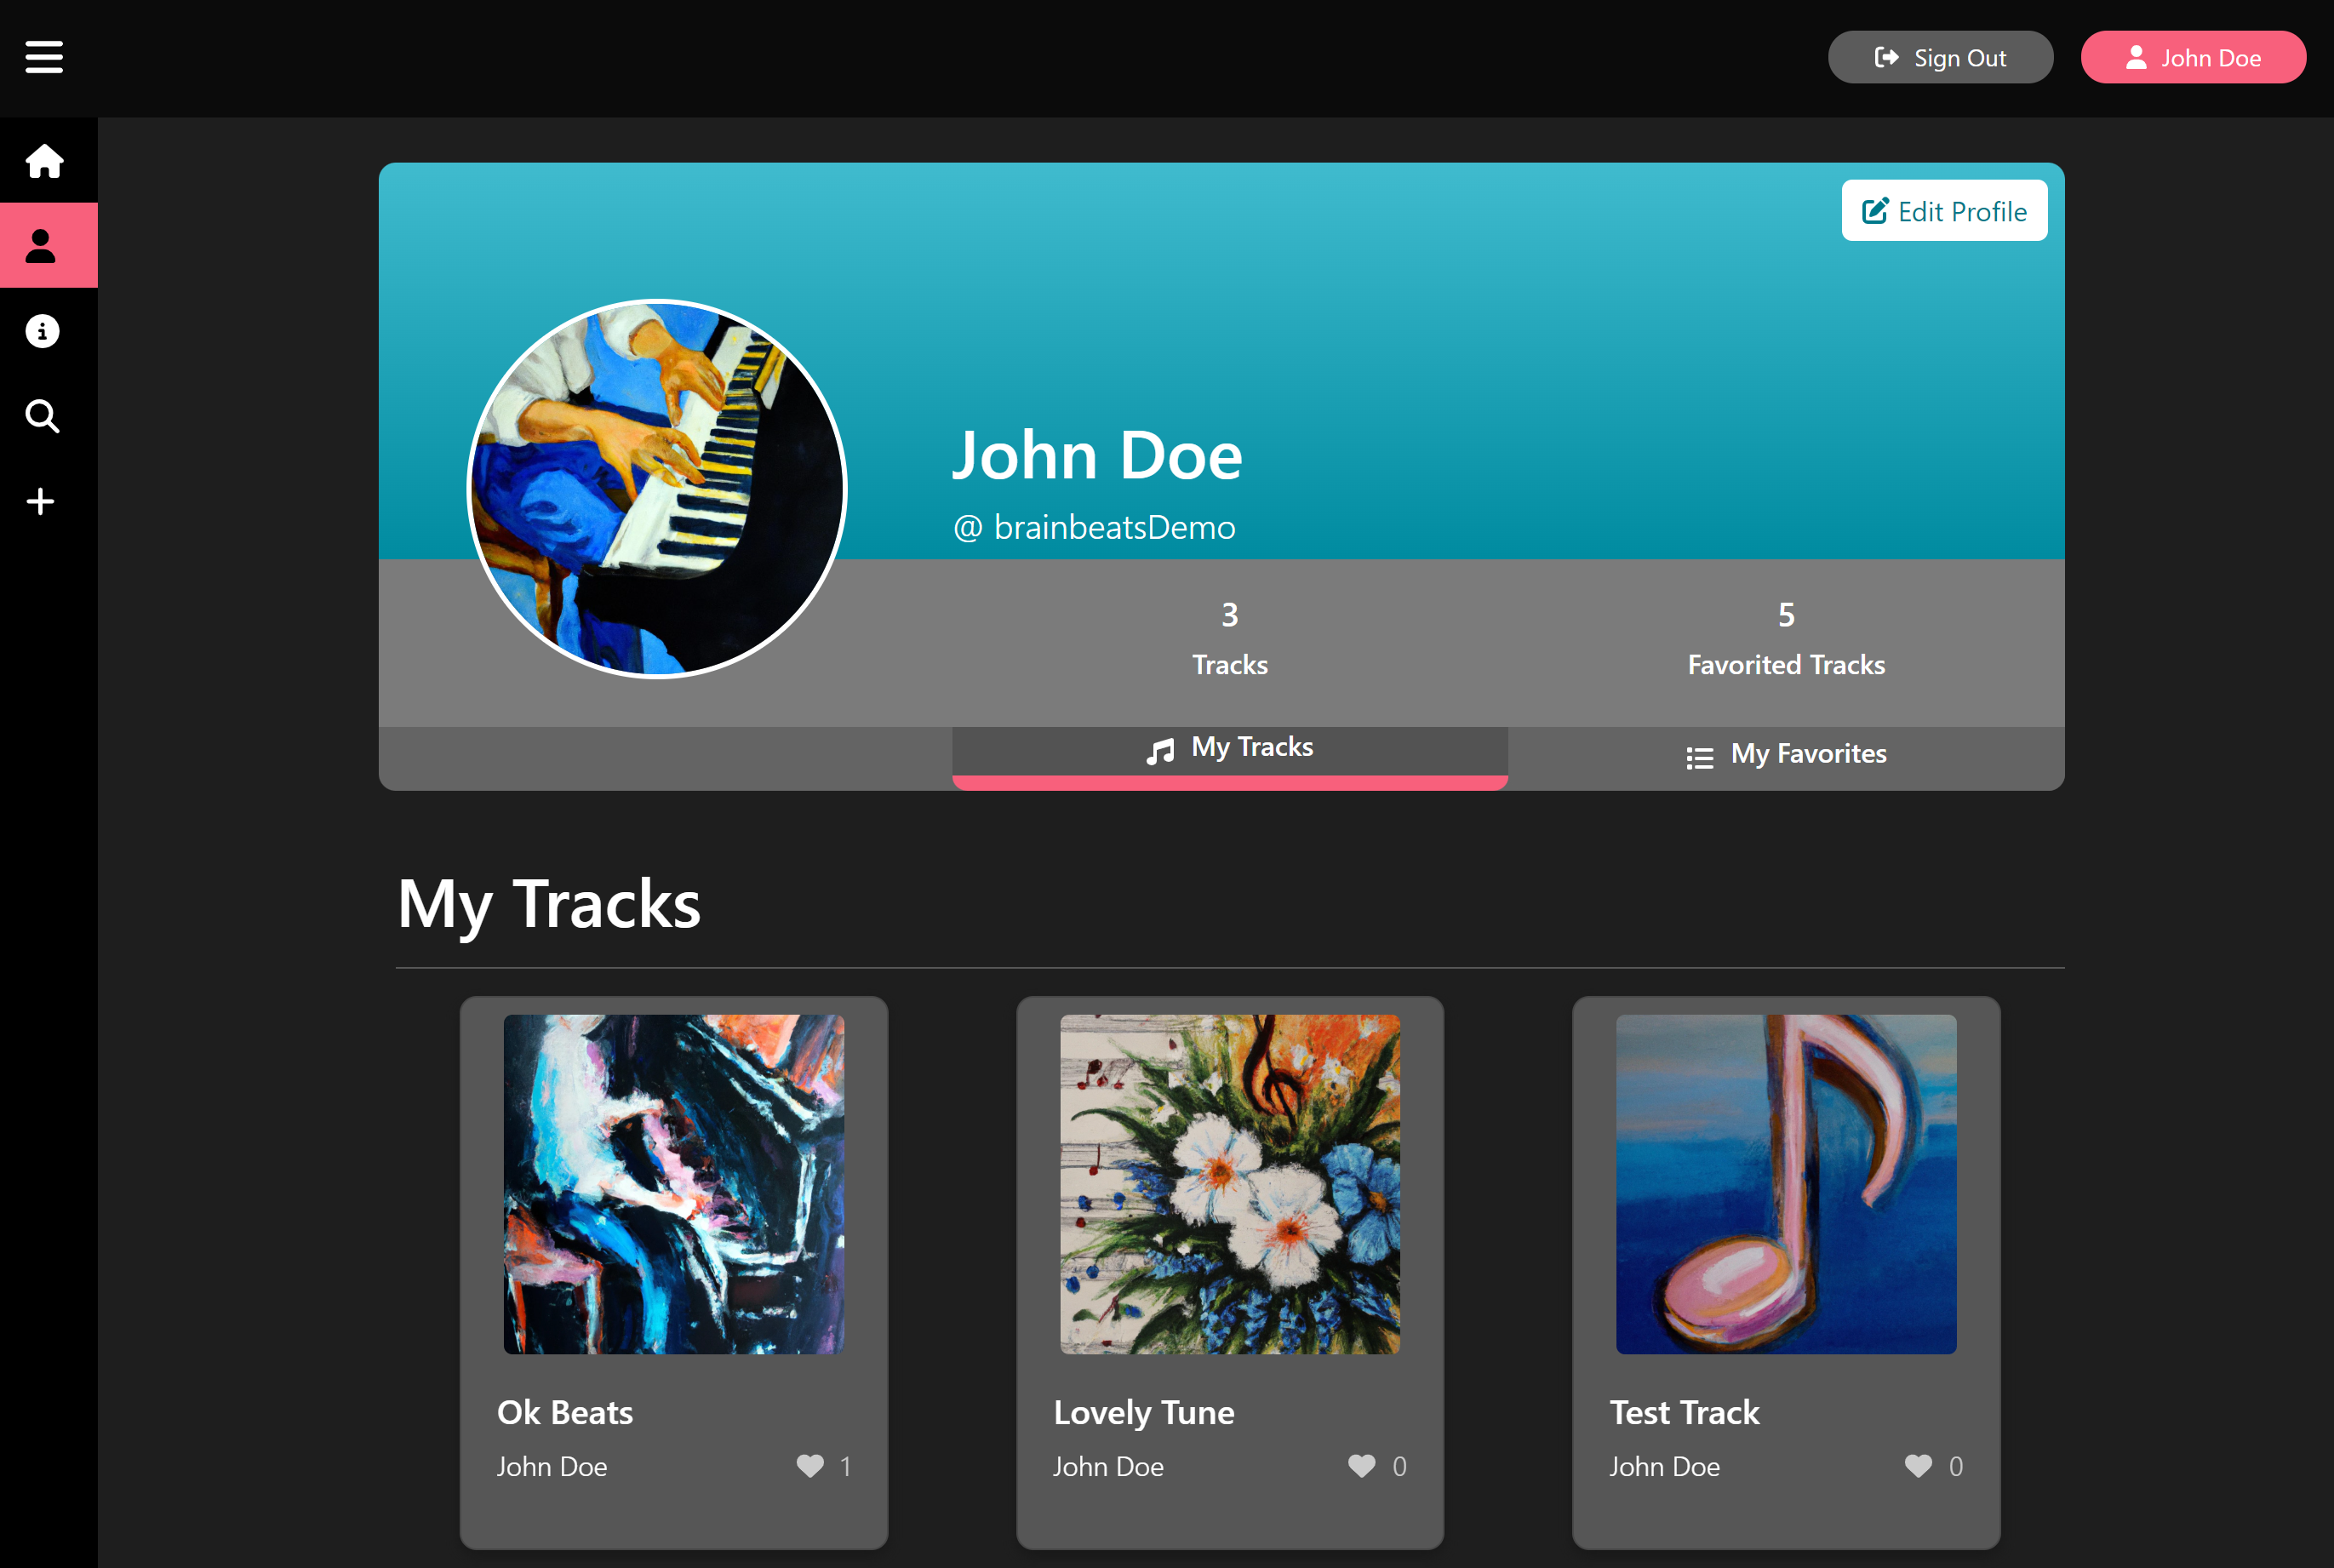 Sign Out
John Doe
Edit Profile
John Doe
@ brainbeatsDemo
3
Tracks
5
Favorited Tracks
My Tracks
My Favorites
My Tracks
Ok Beats
John Doe
1
Lovely Tune
John Doe
0
Test Track
John Doe
0